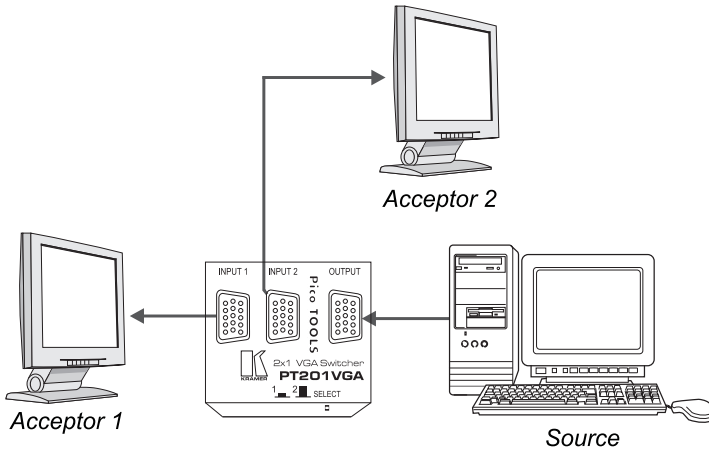 Acceptor 2
INPUT 1 INPUT 2 OUTPUT
Pico TOOLS
K
KRAMER
2x1 VGA Switcher
PT201VGA
1 2 SELECT
Acceptor 1
Source